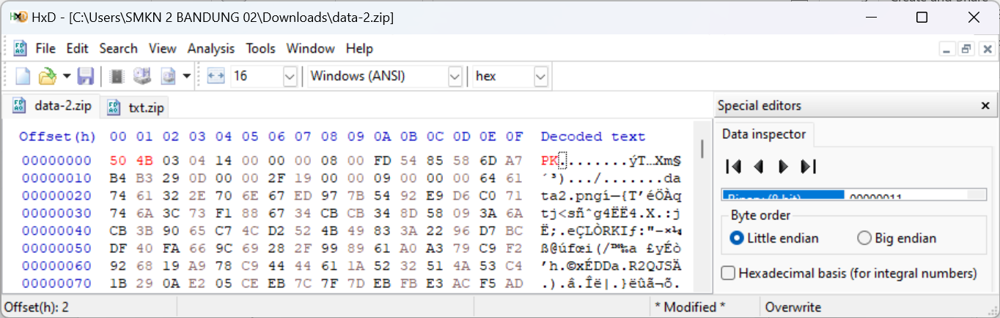 HxD - [C:\Users\SMKN 2 BANDUNG 02\Downloads\data-2.zip]
File Edit Search View Analysis Tools Window Help
16 Windows (ANSI) hex
data-2.zip txt.zip
Special editors
Data inspector
Offset(h) 00 01 02 03 04 05 06 07 08 09 0A 0B 0C 0D 0E 0F Decoded text
00000000 50 4B 03 04 14 00 00 00 08 00 FD 54 85 58 6D A7 PK........ýT…Xm§
00000010 B4 B3 29 0D 00 00 2F 19 00 00 09 00 00 00 64 61 ´³).../.......da
00000020 74 61 32 2E 70 6E 67 ED 97 7B 54 92 E9 D6 C0 71 ta2.pngí—{T’éÖÀq
00000030 74 6A 3C 73 F1 88 67 34 CB CB 34 8D 58 09 3A 6A tj<sñˆg4ËË4.X.:j
00000040 CB 3B 90 65 C7 4C D2 52 4B 49 83 3A 22 96 D7 BC Ë;.eÇLÒRKIƒ:"–×¼
00000050 DF 40 FA 66 9C 69 28 2F 99 89 61 A0 A3 79 C9 F2 ß@úfœi(/™‰a £yÉò
00000060 92 68 19 A9 78 C9 44 44 61 1A 52 32 51 4A 53 C4 ’h.©xÉDDa.R2QJSÄ
00000070 1B 29 0A E2 05 CE EB 7C 7F 7D EB FB E3 AC F5 AD .).â.Îë|.}ëûã¬õ.
Binary (8 bit) 00000011
Byte order
Little endian Big endian
Hexadecimal basis (for integral numbers)
Offset(h): 2 * Modified * Overwrite